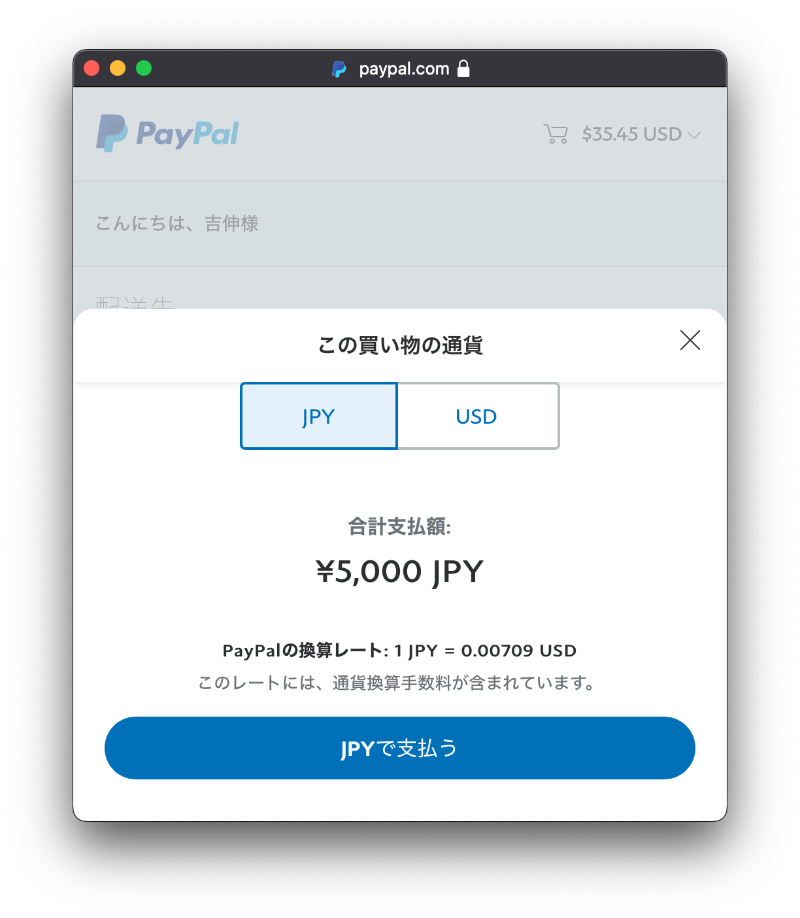 paypal.com
PayPal
$35.45 USD
こんにちは、吉伸様
配送先
この買い物の通貨
JPY
USD
合計支払額:
¥5,000 JPY
PayPalの換算レート: 1 JPY = 0.00709 USD
このレートには、通貨換算手数料が含まれています。
JPYで支払う